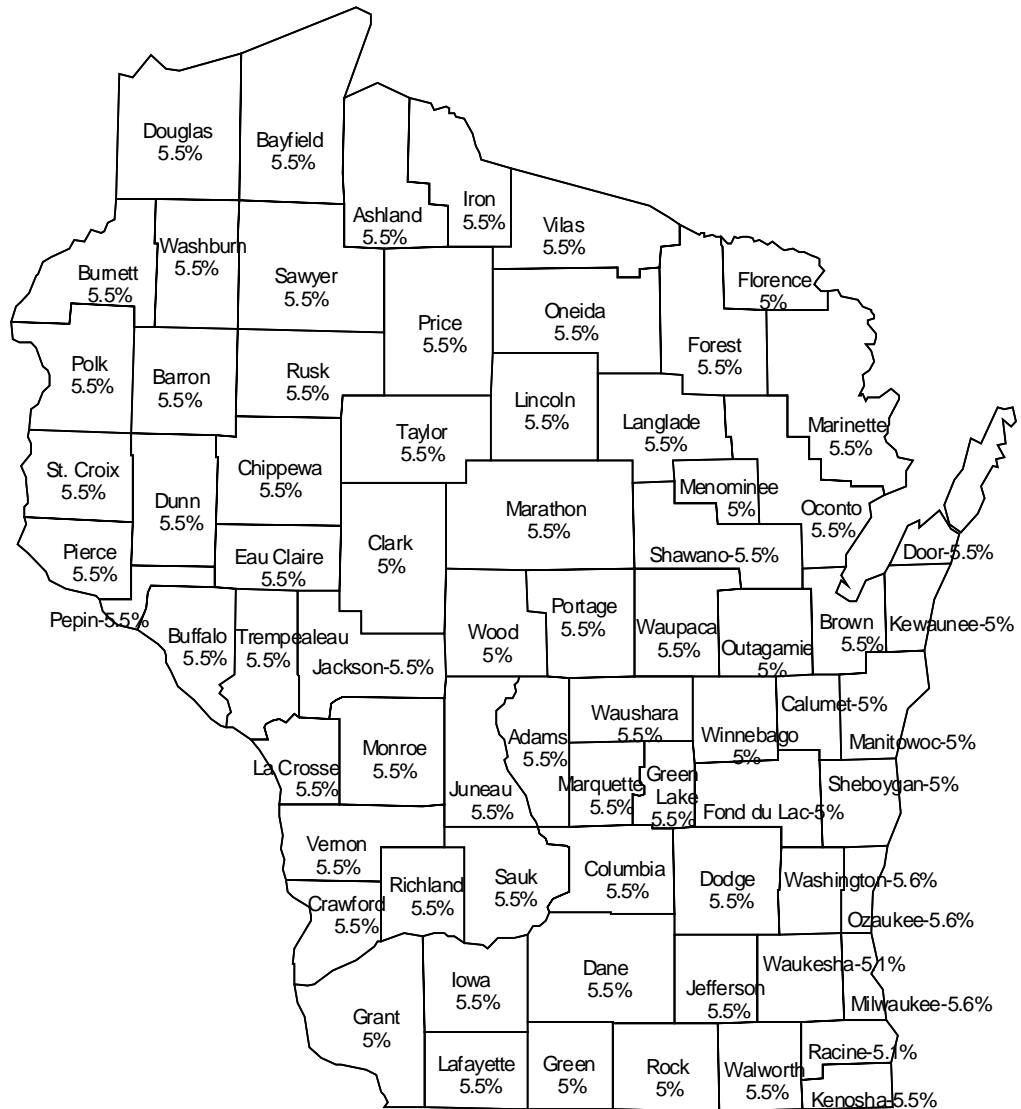 Douglas
5.5%
Bayfield
5.5%
Ashland
5.5%
Iron
5.5%
Vilas
5.5%
Burnett
5.5%
Washburn
5.5%
Sawyer
5.5%
Price
5.5%
Oneida
5.5%
Florence
5%
Forest
5.5%
Polk
5.5%
Barron
5.5%
Rusk
5.5%
Lincoln
5.5%
Langlade
5.5%
Marinette
5.5%
Taylor
5.5%
St. Croix
5.5%
Dunn
5.5%
Chippewa
5.5%
Marathon
5.5%
Menominee
5%
Oconto
5.5%
Pierce
5.5%
Eau Claire
5.5%
Clark
5%
Shawano-5.5%
Door-5.5%
Pepin-5.5%
Buffalo
5.5%
Trempealeau
5.5%
Jackson-5.5%
Wood
5%
Portage
5.5%
Waupaca
5.5%
Outagamie
5%
Brown
5.5%
Kewaunee-5%
La Crosse
5.5%
Monroe
5.5%
Juneau
5.5%
Adams
5.5%
Waushara
5.5%
Winnebago
5%
Calumet-5%
Manitowoc-5%
Marquette
5.5%
Green
Lake
5.5%
Fond du Lac-5%
Sheboygan-5%
Vernon
5.5%
Richland
5.5%
Sauk
5.5%
Columbia
5.5%
Dodge
5.5%
Washington-5.6%
Ozaukee-5.6%
Crawford
5.5%
Grant
5%
Iowa
5.5%
Dane
5.5%
Jefferson
5.5%
Waukesha-5.1%
Milwaukee-5.6%
Lafayette
5.5%
Green
5%
Rock
5%
Walworth
5.5%
Racine-5.1%
Kenosha-5.5%